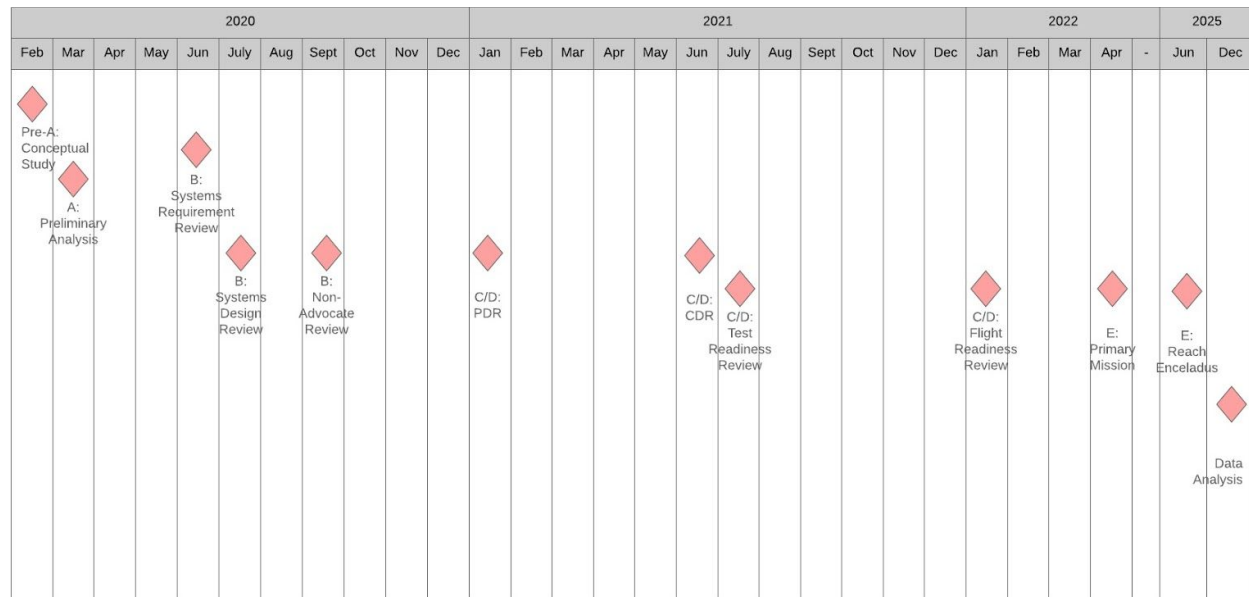 2020 2021 2022 2025
Feb Mar Apr May Jun July Aug Sept Oct Nov Dec Jan Feb Mar Apr May Jun July Aug Sept Oct Nov Dec Jan Feb Mar Apr - Jun Dec
Pre-A:
Conceptual
Study
A:
Preliminary
Analysis
B:
Systems
Requirement
Review
B:
Systems
Design
Review
B:
Non-
Advocate
Review
C/D:
PDR
C/D:
CDR
C/D:
Test
Readiness
Review
C/D:
Flight
Readiness
Review
E:
Primary
Mission
E:
Reach
Enceladus
Data
Analysis